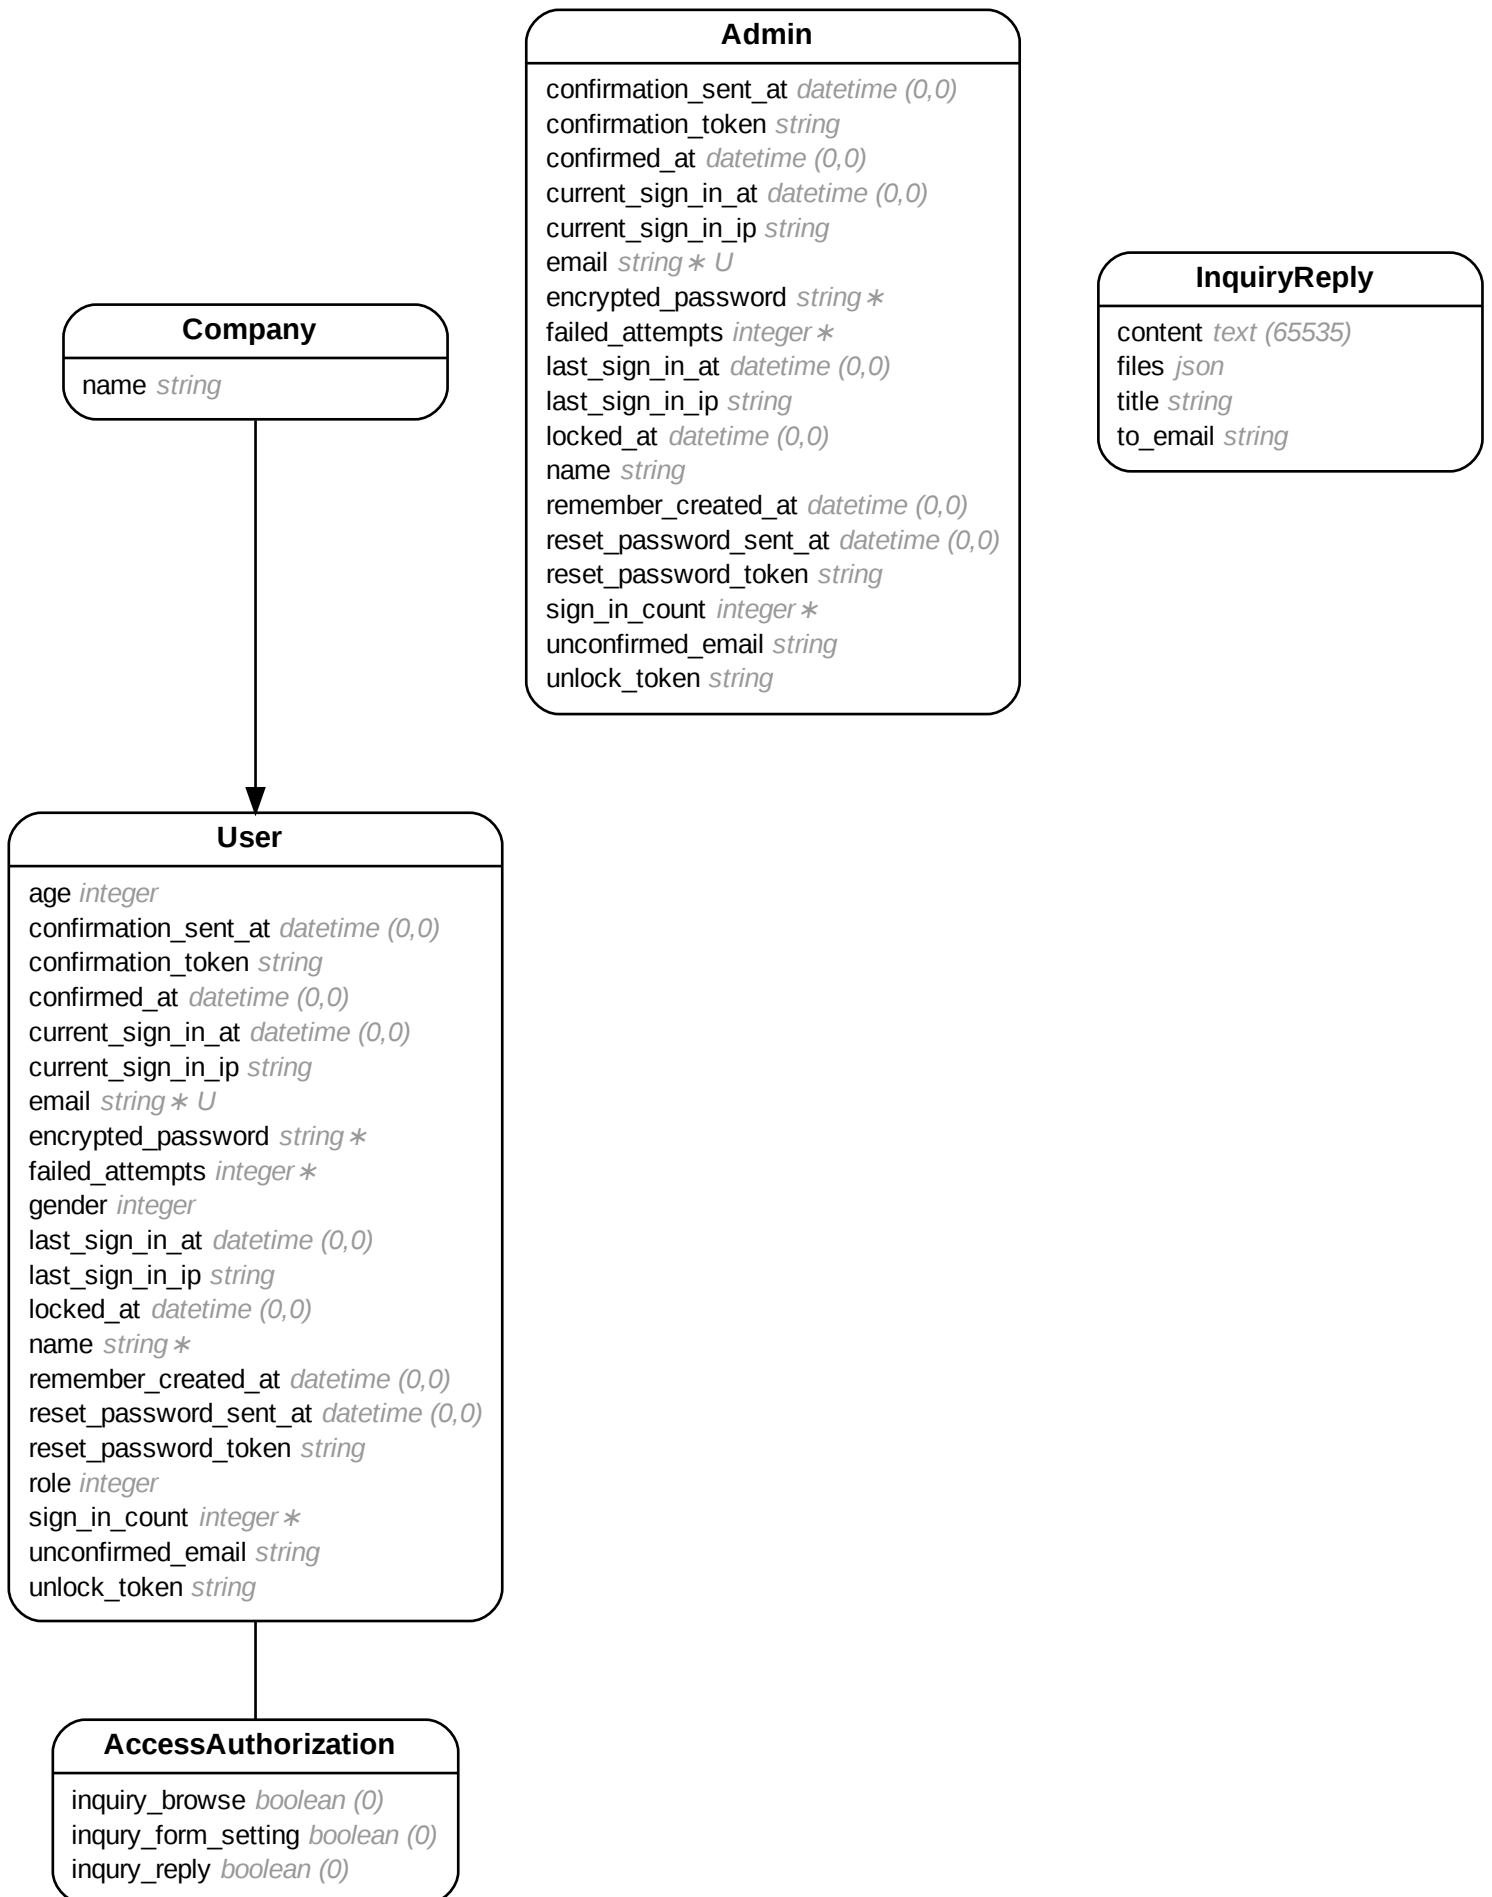 Admin
confirmation_sent_at datetime (0,0)
confirmation_token string
confirmed_at datetime (0,0)
current_sign_in_at datetime (0,0)
current_sign_in_ip string
email string∗ U
encrypted_password string∗
failed_attempts integer∗
last_sign_in_at datetime (0,0)
last_sign_in_ip string
locked_at datetime (0,0)
name string
remember_created_at datetime (0,0)
reset_password_sent_at datetime (0,0)
reset_password_token string
sign_in_count integer∗
unconfirmed_email string
unlock_token string
InquiryReply
content text (65535)
files json
title string
to_email string
Company
name string
User
age integer
confirmation_sent_at datetime (0,0)
confirmation_token string
confirmed_at datetime (0,0)
current_sign_in_at datetime (0,0)
current_sign_in_ip string
email string∗ U
encrypted_password string∗
failed_attempts integer∗
gender integer
last_sign_in_at datetime (0,0)
last_sign_in_ip string
locked_at datetime (0,0)
name string∗
remember_created_at datetime (0,0)
reset_password_sent_at datetime (0,0)
reset_password_token string
role integer
sign_in_count integer∗
unconfirmed_email string
unlock_token string
AccessAuthorization
inquiry_browse boolean (0)
inqury_form_setting boolean (0)
inqury_reply boolean (0)